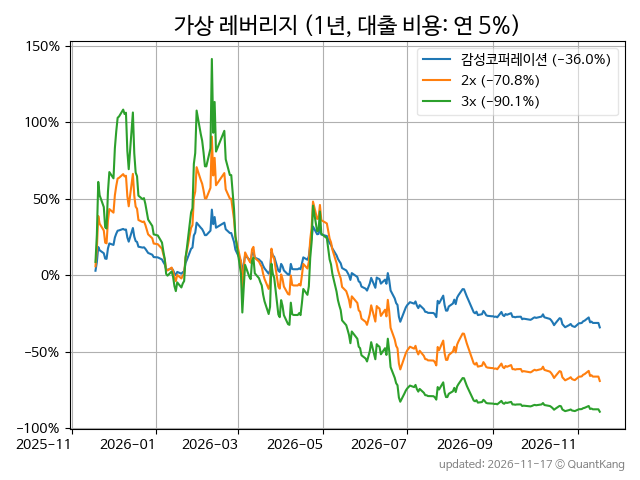 가상 레버리지 (1년, 대출 비용: 연 5%)
감성코퍼레이션 (−36.0%)
2x (−70.8%)
3x (−90.1%)
150%
100%
50%
0%
−50%
−100%
2025-11
2026-01
2026-03
2026-05
2026-07
2026-09
2026-11
updated: 2026-11-17 © QuantKang